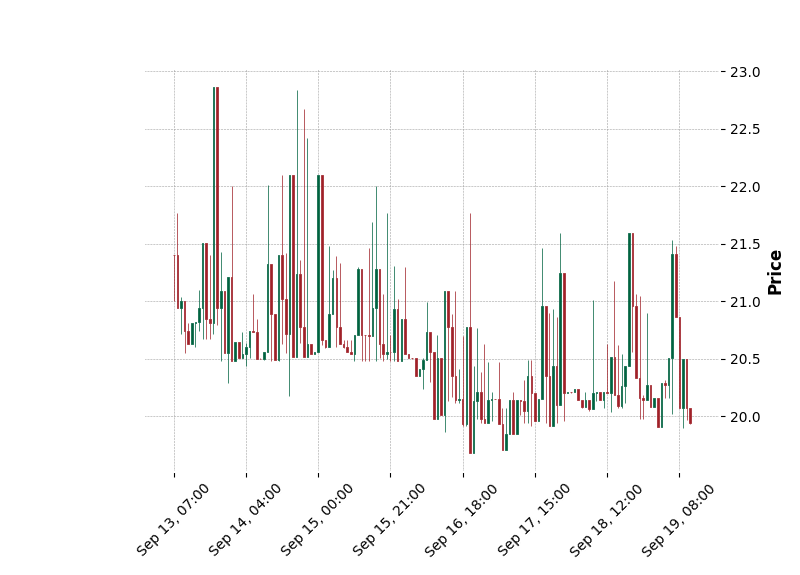 23.0
22.5
22.0
21.5
21.0
20.5
20.0
Price
Sep 13, 07:00
Sep 14, 04:00
Sep 15, 00:00
Sep 15, 21:00
Sep 16, 18:00
Sep 17, 15:00
Sep 18, 12:00
Sep 19, 08:00